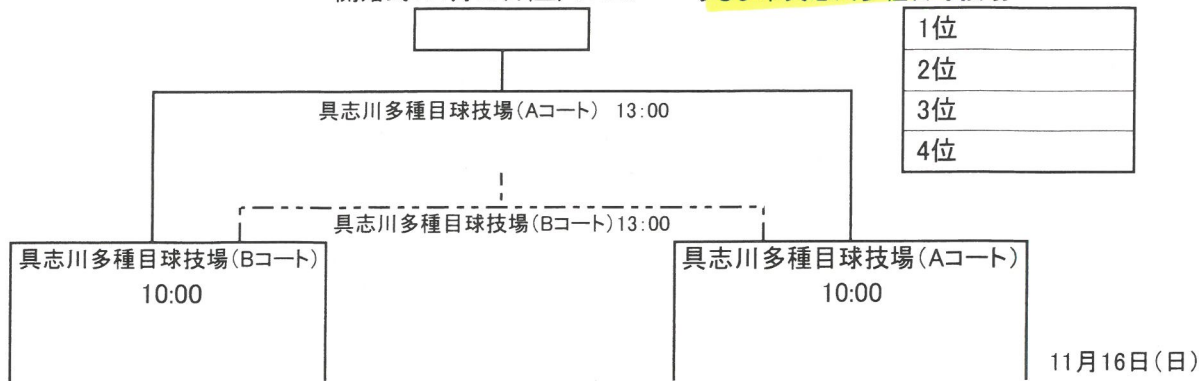 1位
2位
3位
4位
具志川多種目球技場(Aコート) 13:00
具志川多種目球技場(Bコート)13:00
具志川多種目球技場(Bコート)
10:00
具志川多種目球技場(Aコート)
10:00
11月16日(日)